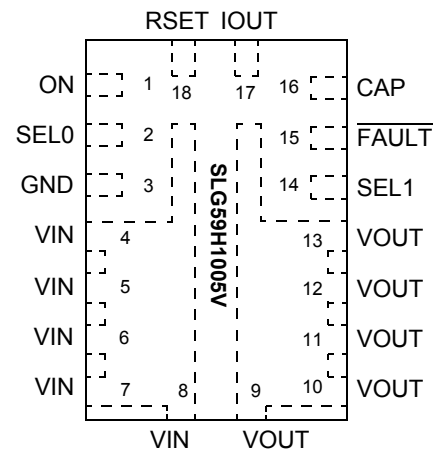 RSET IOUT
ON 1 18 17 16 CAP
SEL0 2 15 FAULT
GND 3 14 SEL1
SLG59H1005V
VIN 4 13 VOUT
VIN 5 12 VOUT
VIN 6 11 VOUT
VIN 7 8 9 10 VOUT
VIN VOUT